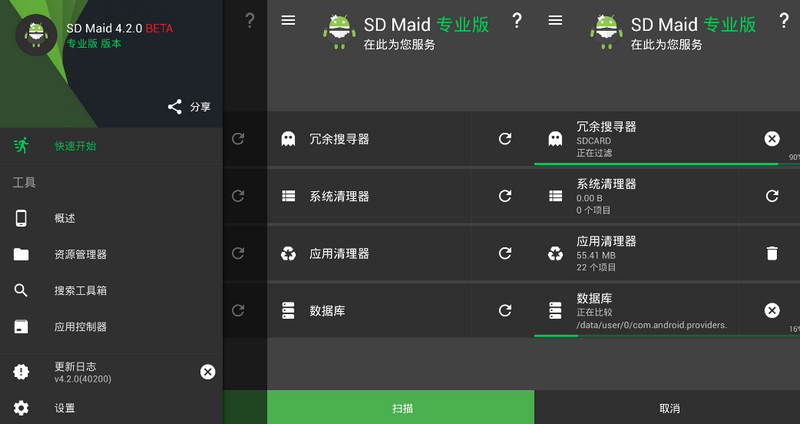 SD Maid 4.2.0 BETA
专业版 版本
分享
快速开始
工具
概述
资源管理器
搜索工具箱
应用控制器
更新日志
v4.2.0(40200)
设置
?
SD Maid 专业版
在此为您服务
?
冗余搜寻器
系统清理器
应用清理器
数据库
扫描
SD Maid 专业版
在此为您服务
?
冗余搜寻器
SDCARD
正在过滤
90%
系统清理器
0.00 B
0 个项目
应用清理器
55.41 MB
22 个项目
数据库
正在比较
/data/user/0/com.android.providers.
16%
取消